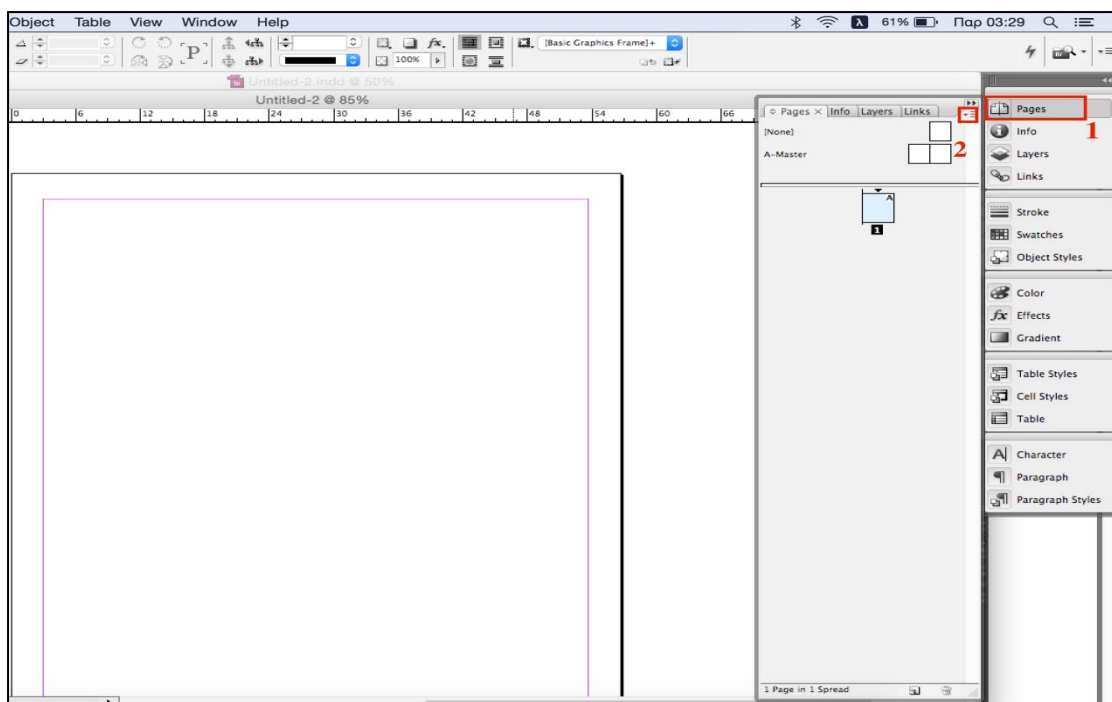 Object Table View Window Help 61% Παρ 03:29
[Basic Graphics Frame]+
P
fx.
100%
Untitled-2.indd @ 50%
Untitled-2 @ 85%
0 6 12 18 24 30 36 42 48 54 60 66
Pages Info Layers Links
[None]
A-Master
2
A
1
1 Page in 1 Spread
Pages
1
Info
Layers
Links
Stroke
Swatches
Object Styles
Color
fx Effects
Gradient
Table Styles
Cell Styles
Table
A Character
¶ Paragraph
Paragraph Styles